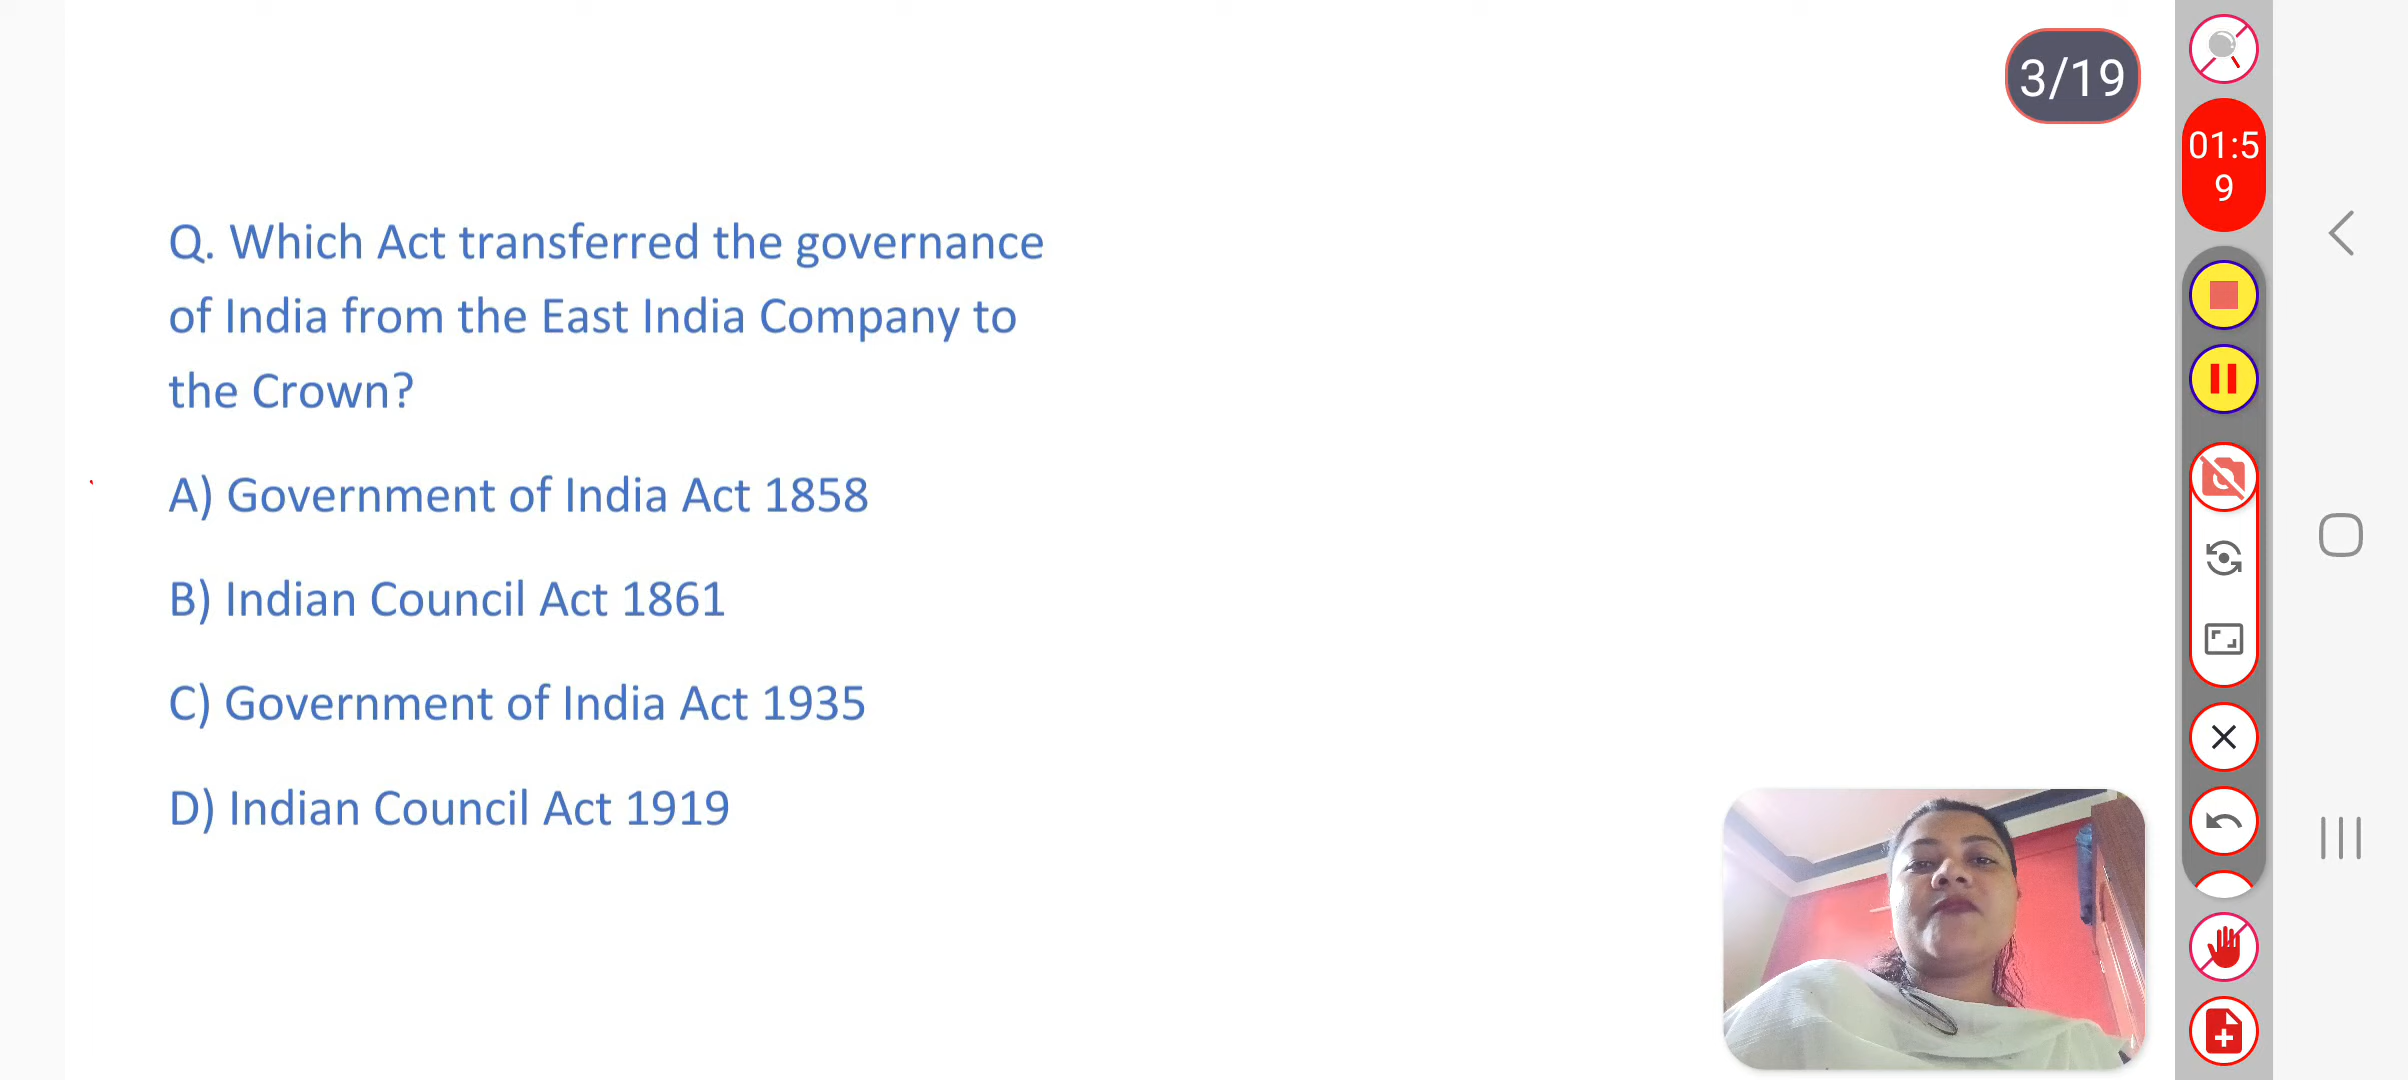 3/19
01:5
9
Q. Which Act transferred the governance
of India from the East India Company to
the Crown?
A) Government of India Act 1858
B) Indian Council Act 1861
C) Government of India Act 1935
D) Indian Council Act 1919